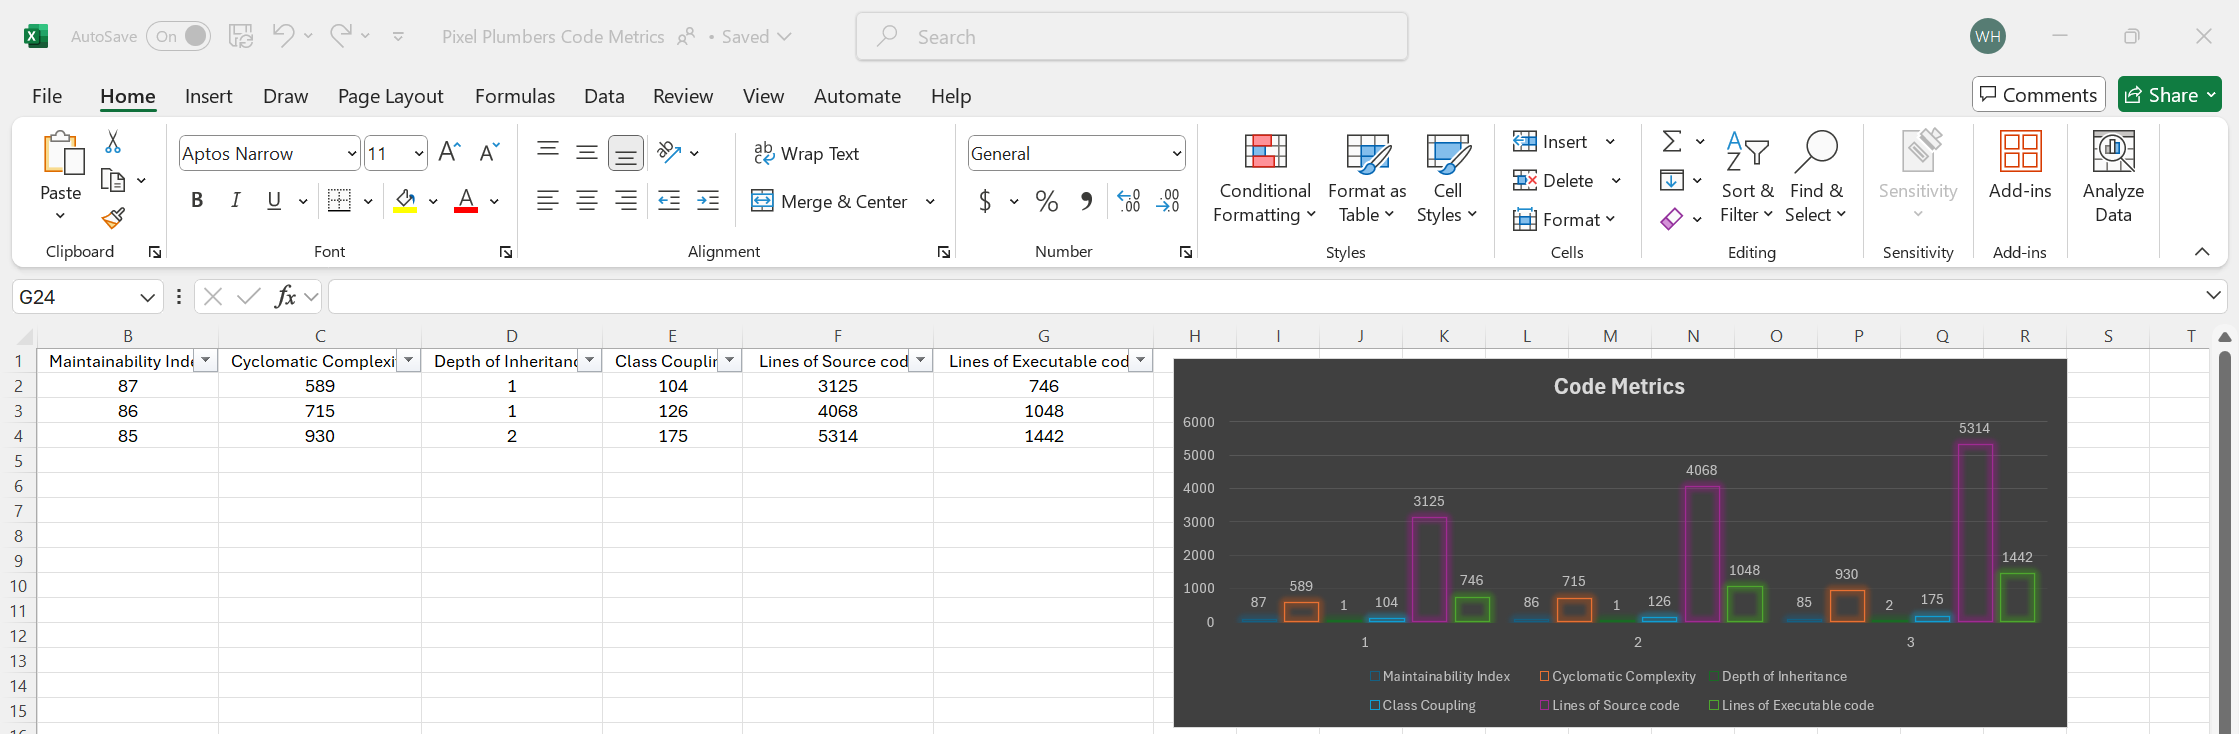 AutoSave On Pixel Plumbers Code Metrics • Saved Search WH
File Home Insert Draw Page Layout Formulas Data Review View Automate Help Comments Share
Aptos Narrow 11 ab c Wrap Text General Insert Σ A Z
Paste Conditional Formatting Format as Table Cell Styles Delete Sort & Filter Find & Select Sensitivity Add-ins Analyze Data
B I U A Merge & Center $ % 9 .0 .00 .00 .0 Format
Clipboard Font Alignment Number Styles Cells Editing Sensitivity Add-ins
G24 fx
B C D E F G H I J K L M N O P Q R S T
1 Maintainability Inde Cyclomatic Complexi Depth of Inheritanc Class Couplin Lines of Source cod Lines of Executable cod
2 87 589 1 104 3125 746
3 86 715 1 126 4068 1048
4 85 930 2 175 5314 1442
5
6
7
8
9
10
11
12
13
14
15
Code Metrics
6000
5000
4000
3000
2000
1000
0
87 589 1 104 3125 746
86 715 1 126 4068 1048
85 930 2 175 5314 1442
1 2 3
Maintainability Index Cyclomatic Complexity Depth of Inheritance
Class Coupling Lines of Source code Lines of Executable code